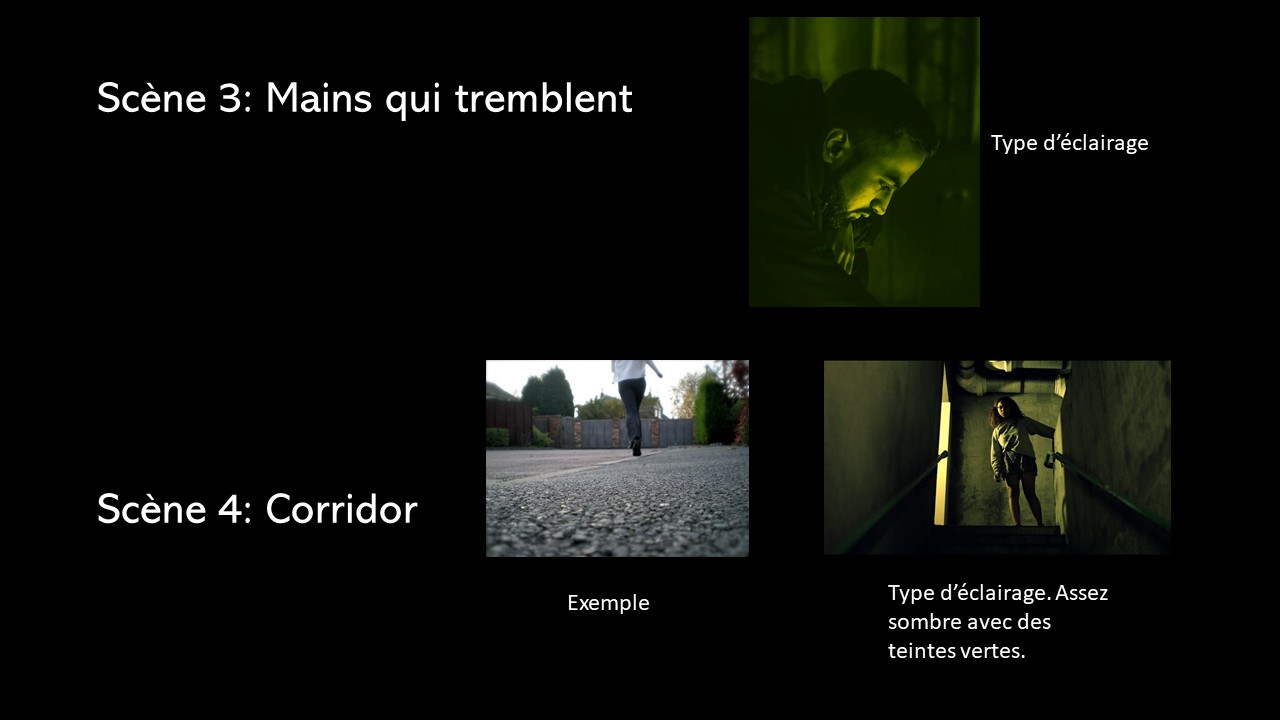 Scène 3: Mains qui tremblent
Type d’éclairage
Scène 4: Corridor
Exemple
Type d’éclairage. Assez
sombre avec des
teintes vertes.